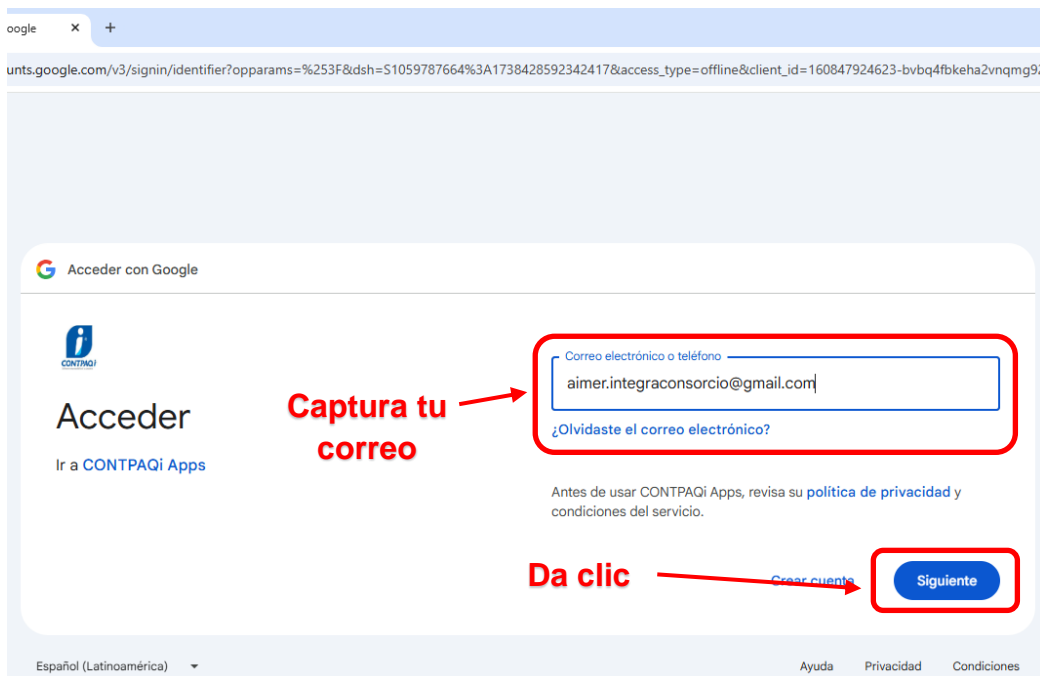 oogle
unts.google.com/v3/signin/identifier?opparams=%253F&dsh=S1059787664%3A1738428592342417&access_type=offline&client_id=160847924623-bvbq4fbkeha2vnqmg92
Acceder con Google
CONTPAQi
Acceder
Ir a CONTPAQi Apps
Captura tu
correo
Correo electrónico o teléfono
aimer.integraconsorcio@gmail.com
¿Olvidaste el correo electrónico?
Antes de usar CONTPAQi Apps, revisa su política de privacidad y
condiciones del servicio.
Da clic
Crear cuenta
Siguiente
Español (Latinoamérica)
Ayuda Privacidad Condiciones